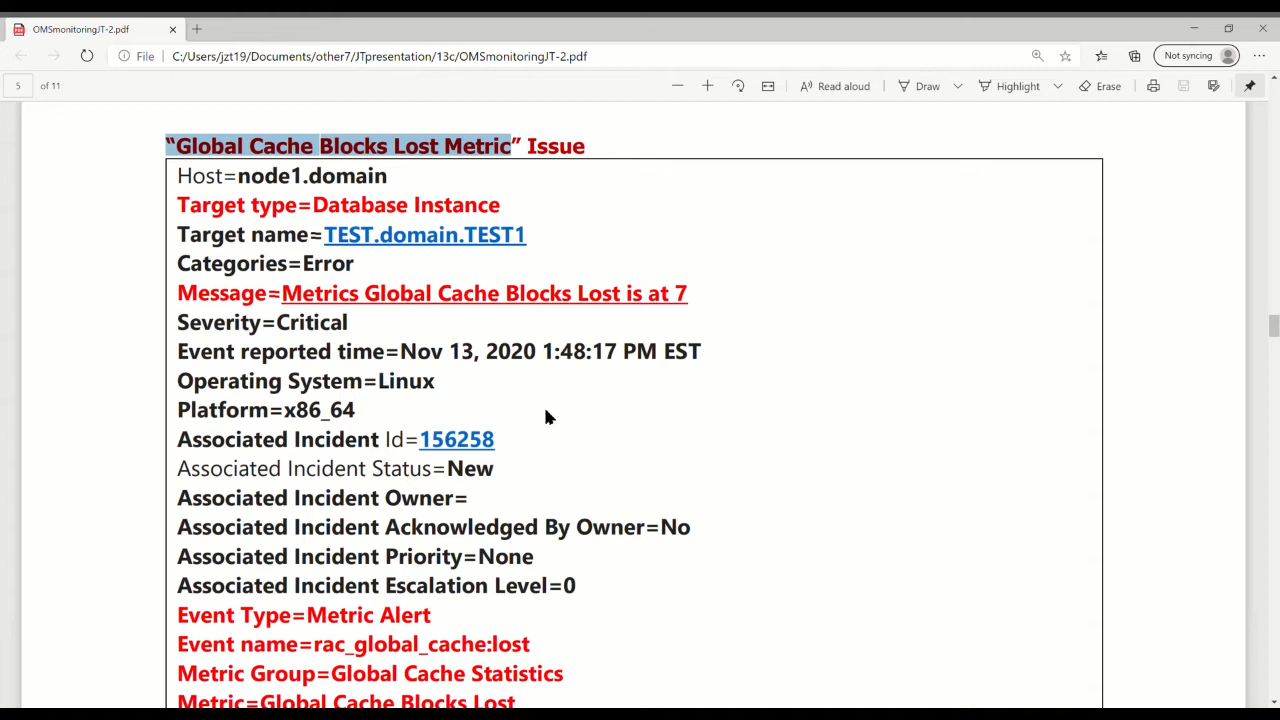 OMSmonitoringJT-2.pdf
File C:/Users/jzt19/Documents/other7/JTpresentation/13c/OMSmonitoringJT-2.pdf Not syncing
5 of 11 Read aloud Draw Highlight Erase
“Global Cache Blocks Lost Metric” Issue
Host=node1.domain
Target type=Database Instance
Target name=TEST.domain.TEST1
Categories=Error
Message=Metrics Global Cache Blocks Lost is at 7
Severity=Critical
Event reported time=Nov 13, 2020 1:48:17 PM EST
Operating System=Linux
Platform=x86_64
Associated Incident Id=156258
Associated Incident Status=New
Associated Incident Owner=
Associated Incident Acknowledged By Owner=No
Associated Incident Priority=None
Associated Incident Escalation Level=0
Event Type=Metric Alert
Event name=rac_global_cache:lost
Metric Group=Global Cache Statistics
Metric=Global Cache Blocks Lost